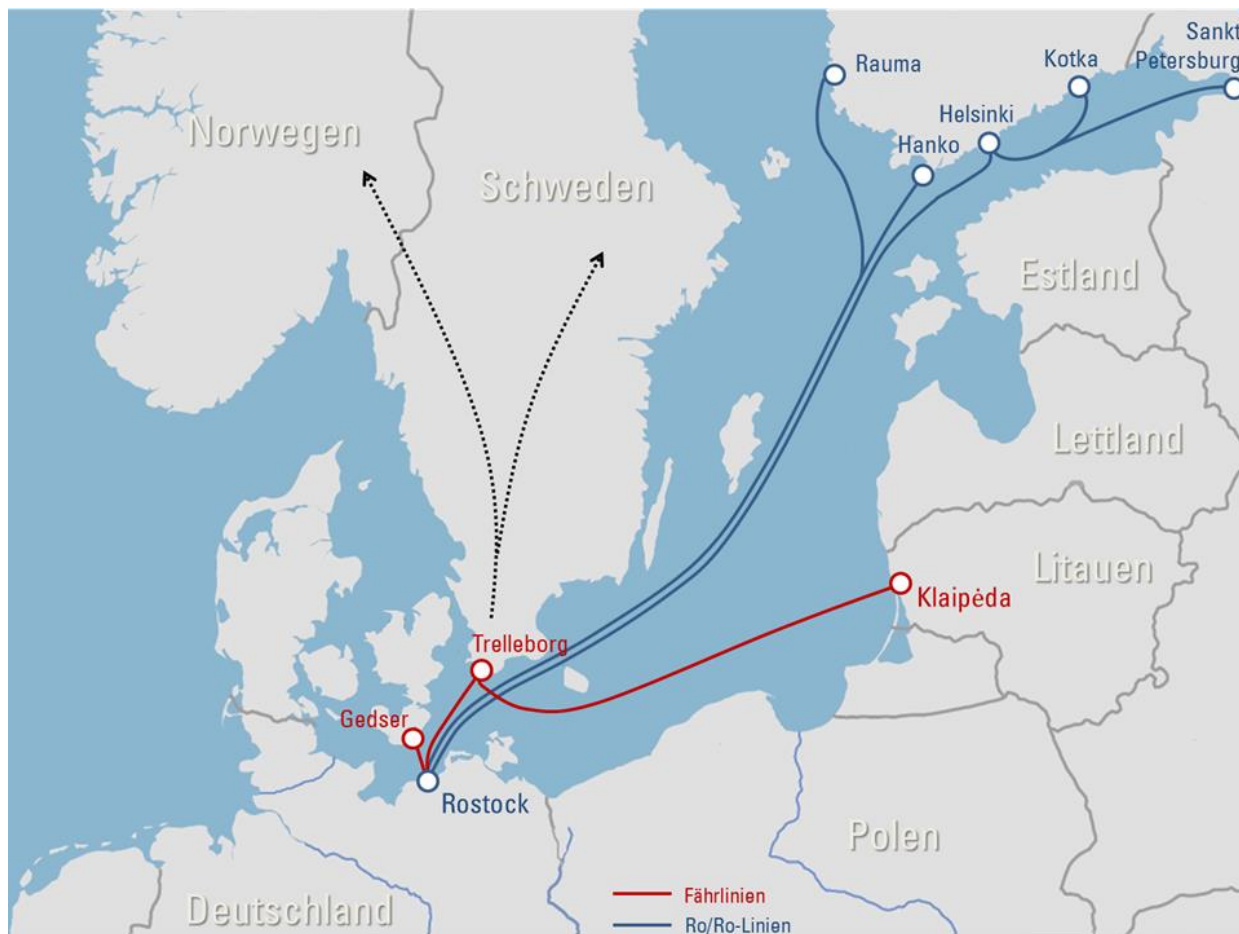 Sankt
Petersburg
Kotka
Rauma
Helsinki
Hanko
Norwegen
Schweden
Estland
Lettland
Litauen
Klaipėda
Trelleborg
Gedser
Rostock
Polen
Deutschland
Fährlinien
Ro/Ro-Linien